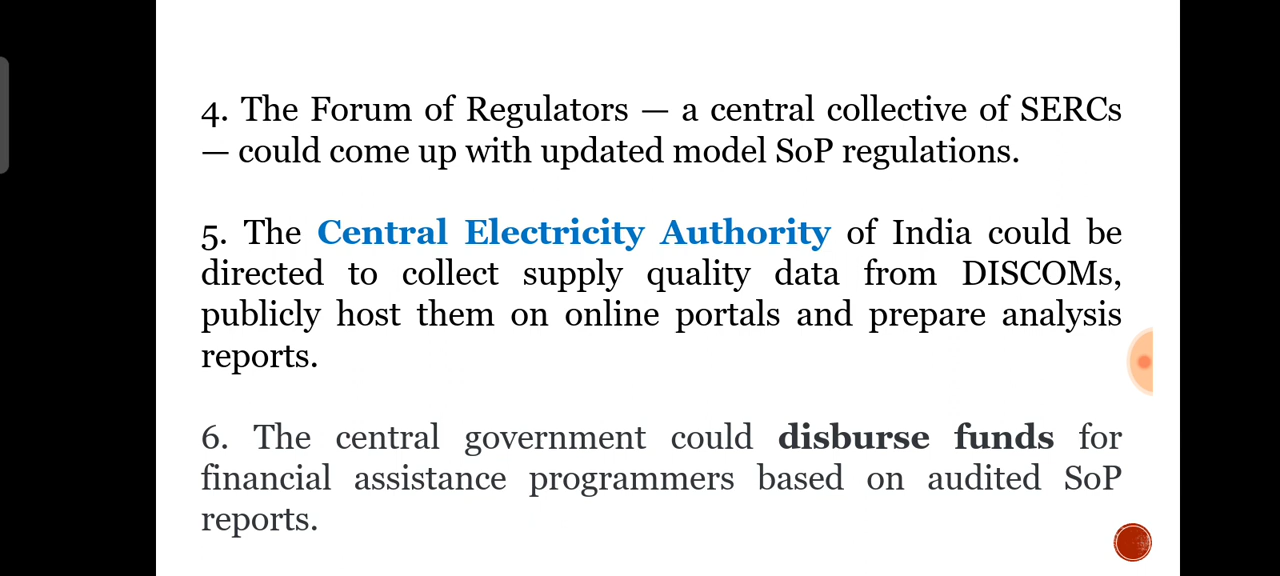 4. The Forum of Regulators — a central collective of SERCs
— could come up with updated model SoP regulations.
5. The Central Electricity Authority of India could be
directed to collect supply quality data from DISCOMs,
publicly host them on online portals and prepare analysis
reports.
6. The central government could disburse funds for
financial assistance programmers based on audited SoP
reports.